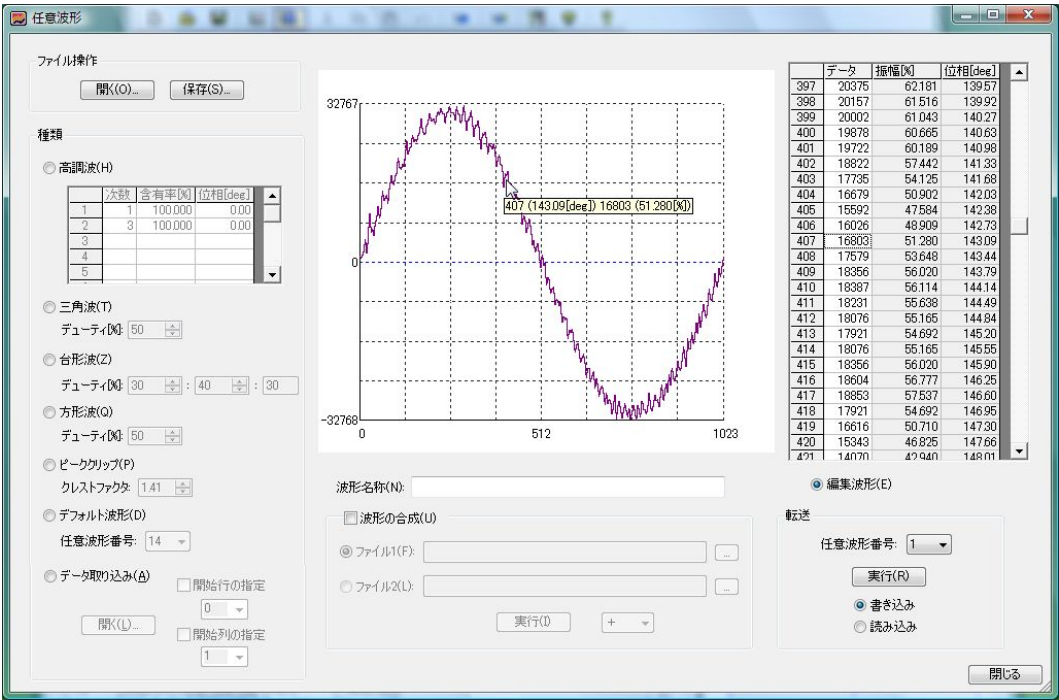 任意波形
ファイル操作
開く(O)... 保存(S)...
種類
高調波(H)
次数 含有率[%] 位相[deg]
1 1 100.000 0.00
2 3 100.000 0.00
3
4
5
三角波(T)
デューティ[%]: 50
台形波(Z)
デューティ[%]: 30 : 40 : 30
方形波(Q)
デューティ[%]: 50
ピーククリップ(P)
クレストファクタ: 1.41
デフォルト波形(D)
任意波形番号: 14
データ取り込み(A)
開始行の指定
0
開く(L)...
開始列の指定
1
32767
0
-32768
0 512 1023
407 (143.09[deg]) 16803 (51.280[%])
波形名称(N):
波形の合成(U)
ファイル1(F): ...
ファイル2(L): ...
実行(I) +
データ 振幅[%] 位相[deg]
397 20375 62.181 139.57
398 20157 61.516 139.92
399 20002 61.043 140.27
400 19878 60.665 140.63
401 19722 60.189 140.98
402 18822 57.442 141.33
403 17735 54.125 141.68
404 16679 50.902 142.03
405 15592 47.584 142.38
406 16026 48.909 142.73
407 16803 51.280 143.09
408 17579 53.648 143.44
409 18356 56.020 143.79
410 18387 56.114 144.14
411 18231 55.638 144.49
412 18076 55.165 144.84
413 17921 54.692 145.20
414 18076 55.165 145.55
415 18356 56.020 145.90
416 18604 56.777 146.25
417 18853 57.537 146.60
418 17921 54.692 146.95
419 16616 50.710 147.30
420 15343 46.825 147.66
421 14070 42.940 148.01
編集波形(E)
転送
任意波形番号: 1
実行(R)
書き込み
読み込み
閉じる